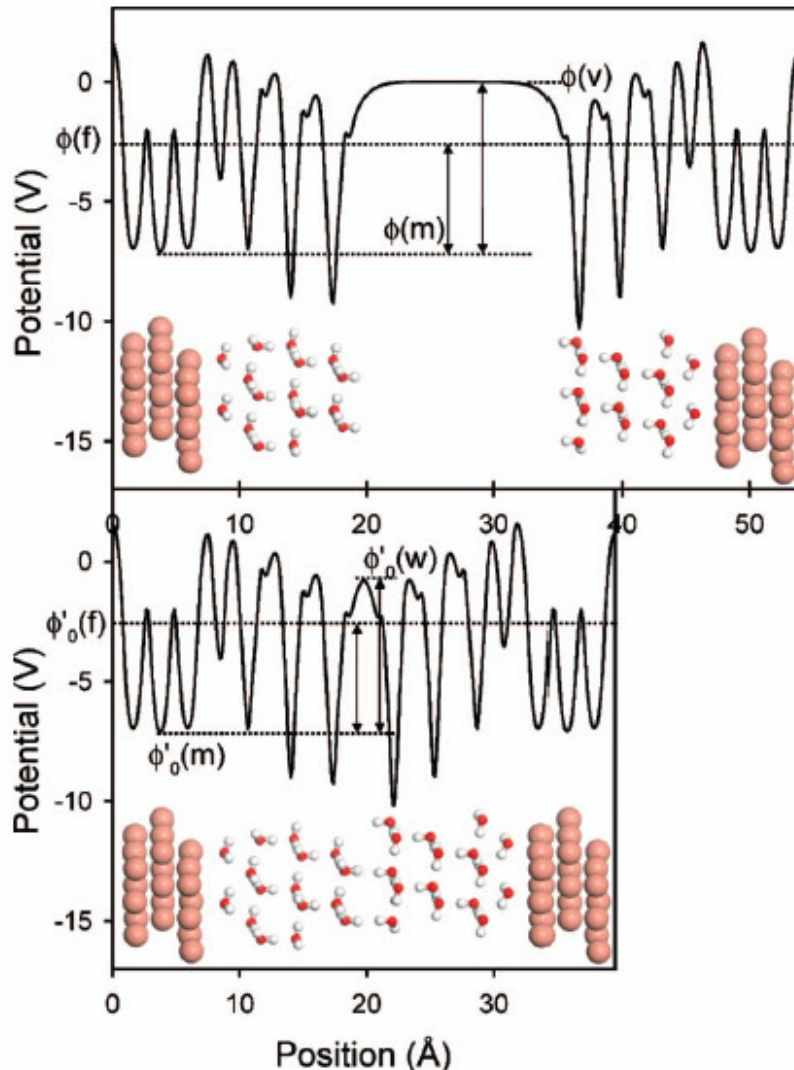 0
ϕ(v)
ϕ(f)
-5
ϕ(m)
Potential (V)
-10
-15
0 10 20 30 40 50
0
ϕ'₀(w)
ϕ'₀(f)
-5
ϕ'₀(m)
Potential (V)
-10
-15
0 10 20 30
Position (Å)